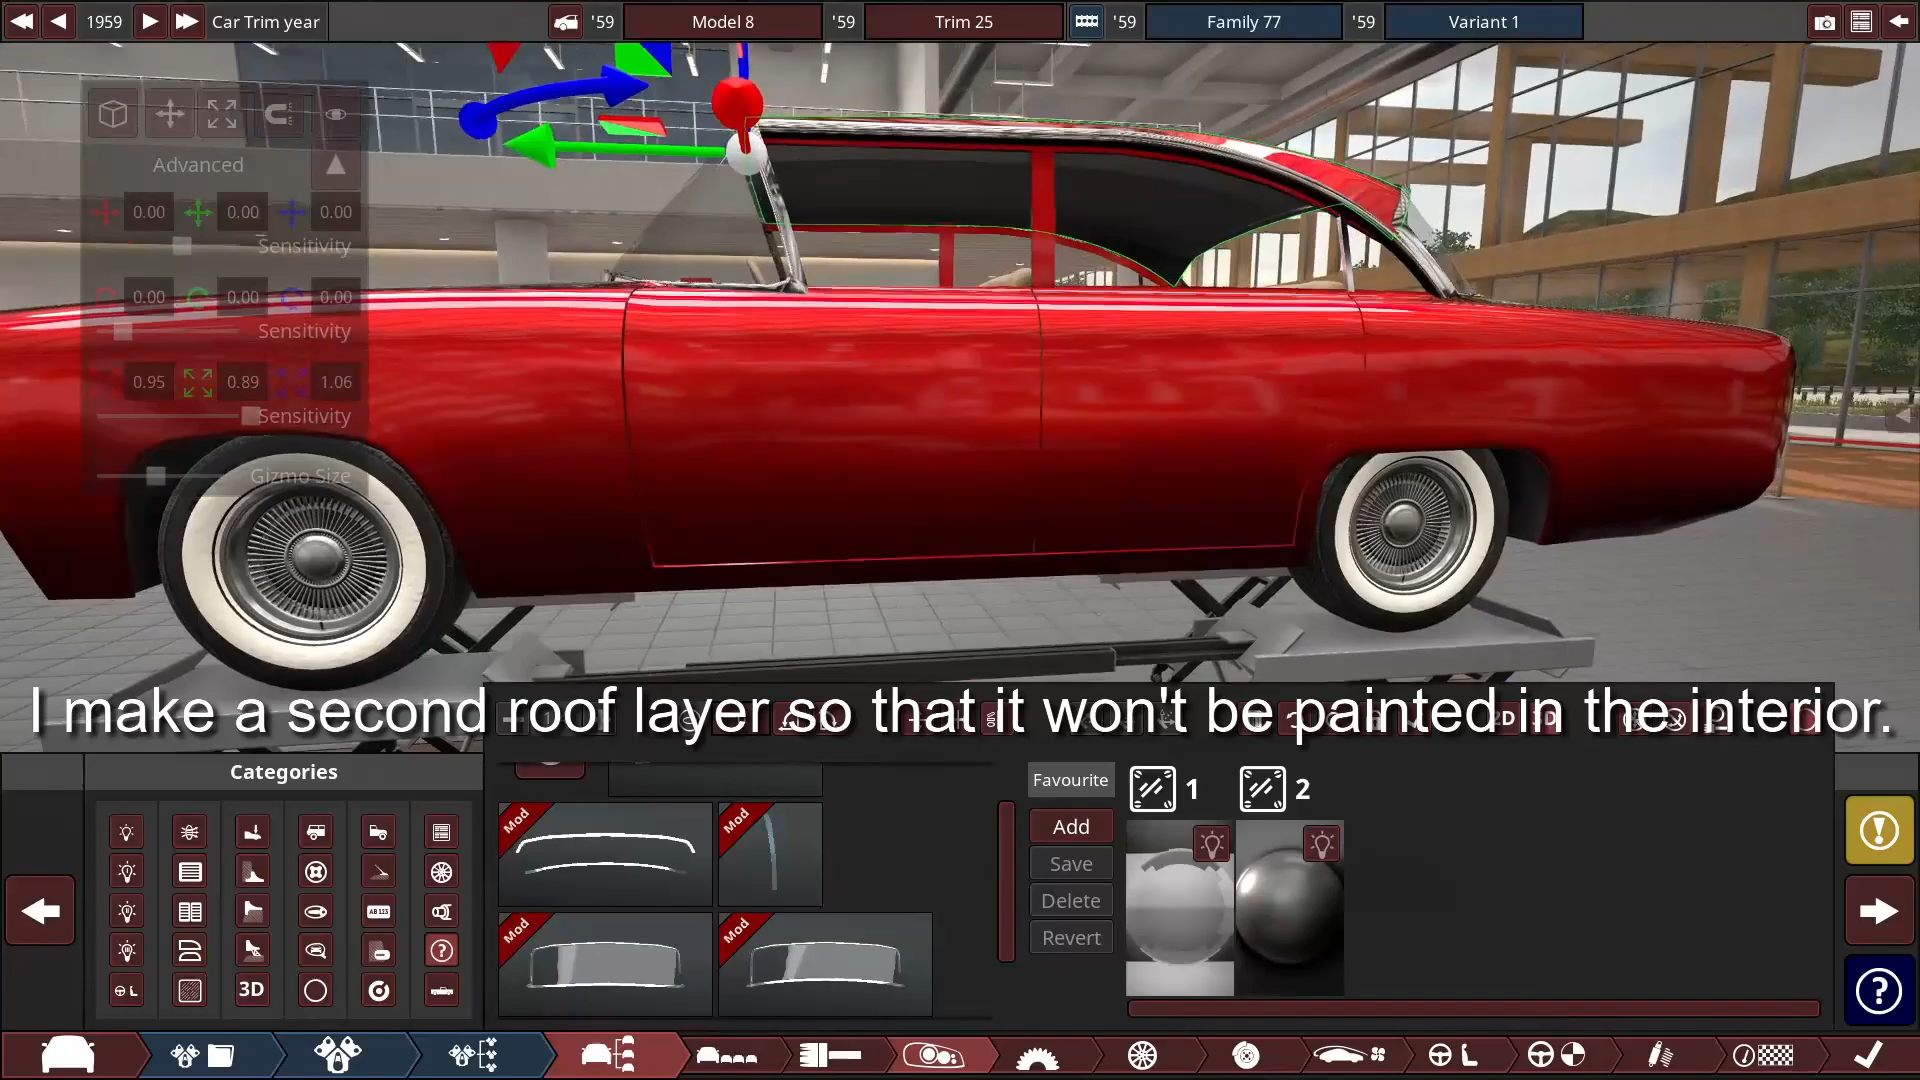 1959
Car Trim year
'59
Model 8
'59
Trim 25
'59
Family 77
'59
Variant 1
Advanced
0.00
0.00
0.00
Sensitivity
0.00
0.00
0.00
Sensitivity
0.95
0.89
1.06
Sensitivity
Gizmo Size
I make a second roof layer so that it won't be painted in the interior.
Categories
3D
AB 123
Mod
Mod
Mod
Mod
Favourite
Add
Save
Delete
Revert
1
2